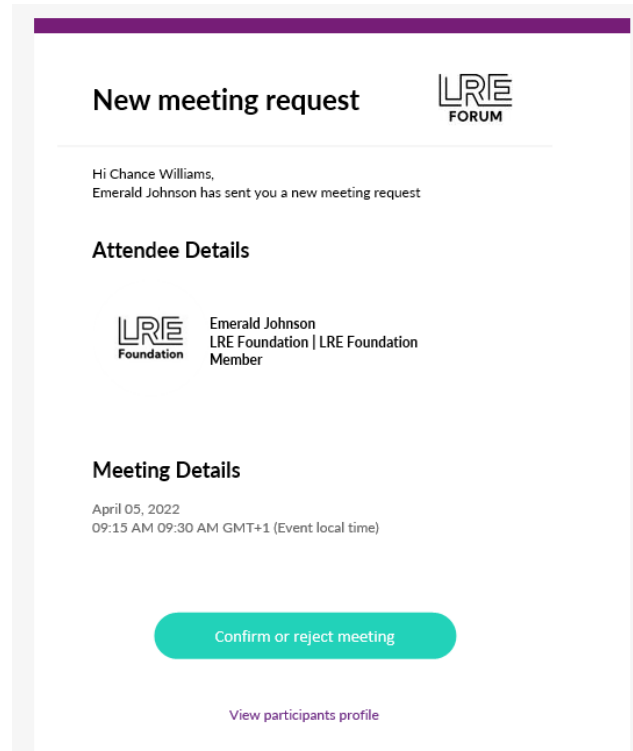 New meeting request
LRE
FORUM
Hi Chance Williams,
Emerald Johnson has sent you a new meeting request
Attendee Details
LRE
Foundation
Emerald Johnson
LRE Foundation | LRE Foundation
Member
Meeting Details
April 05, 2022
09:15 AM 09:30 AM GMT+1 (Event local time)
Confirm or reject meeting
View participants profile